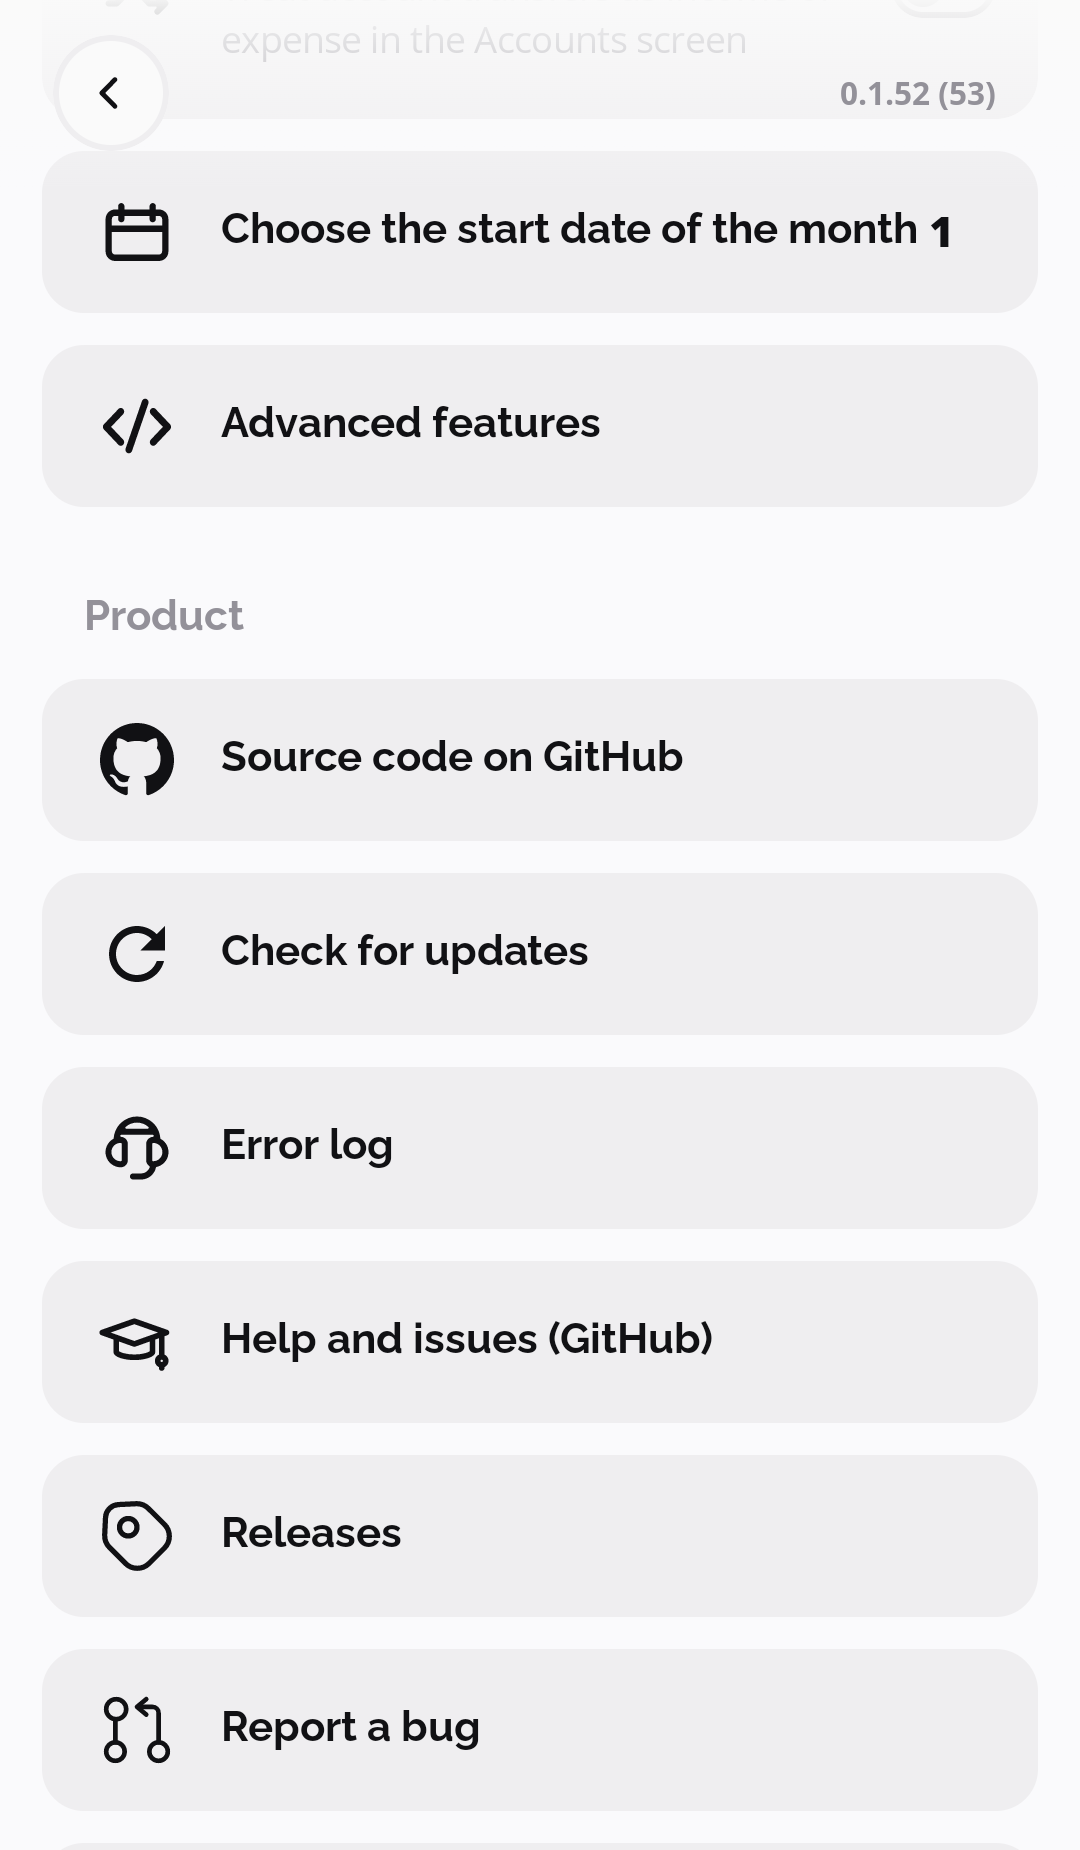 expense in the Accounts screen
0.1.52 (53)
Choose the start date of the month 1
Advanced features
Product
Source code on GitHub
Check for updates
Error log
Help and issues (GitHub)
Releases
Report a bug